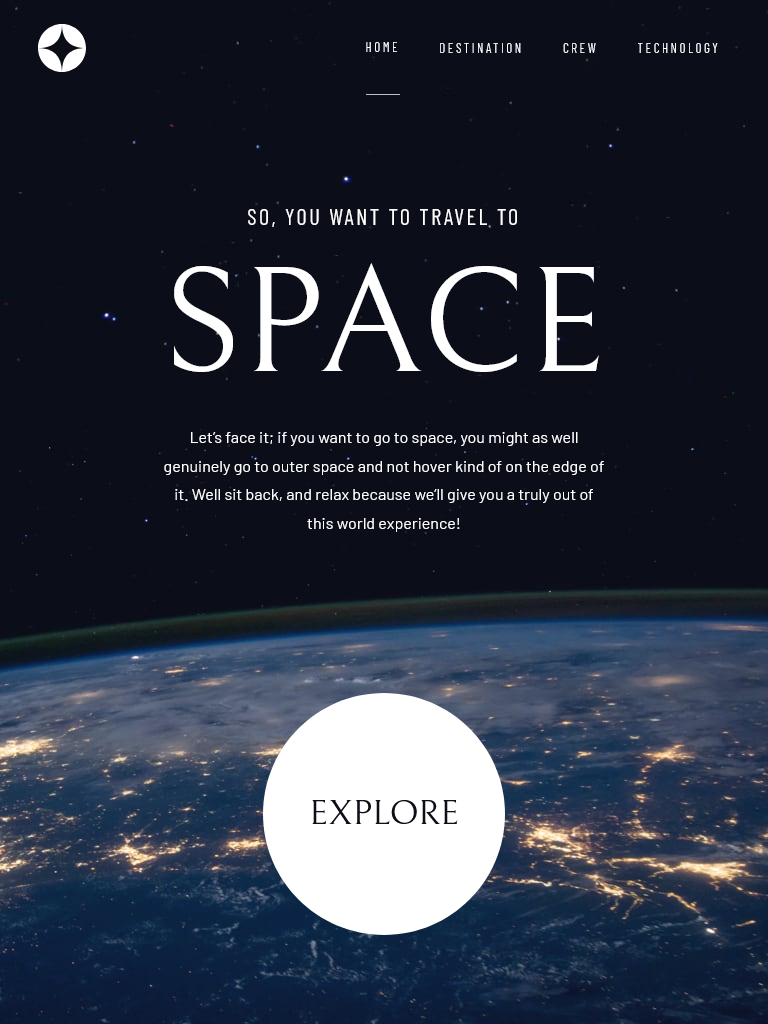 HOME DESTINATION CREW TECHNOLOGY
SO, YOU WANT TO TRAVEL TO
SPACE
Let’s face it; if you want to go to space, you might as well
genuinely go to outer space and not hover kind of on the edge of
it. Well sit back, and relax because we’ll give you a truly out of
this world experience!
EXPLORE